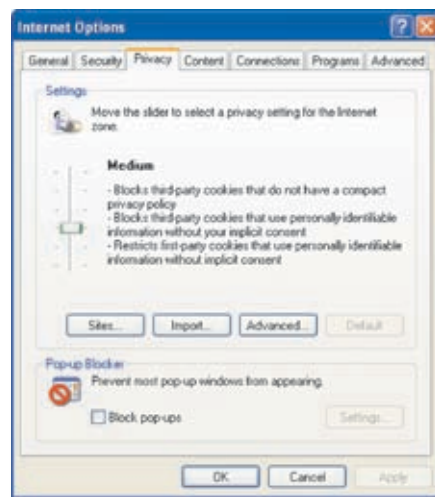 Internet Options
General Security Privacy Content Connections Programs Advanced
Settings
Move the slider to select a privacy setting for the Internet
zone.
Medium
- Blocks third-party cookies that do not have a compact
privacy policy
- Blocks third-party cookies that use personally identifiable
information without your implicit consent
- Restricts first-party cookies that use personally identifiable
information without implicit consent
Sites... Import... Advanced... Default
Pop-up Blocker
Prevent most pop-up windows from appearing.
Block pop-ups Settings...
OK Cancel Apply